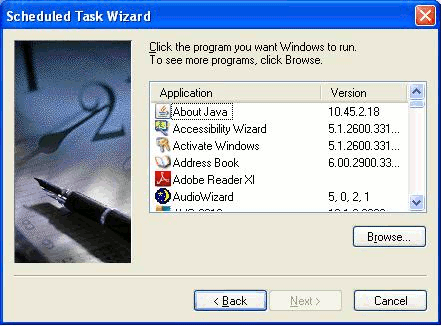 Scheduled Task Wizard
Click the program you want Windows to run.
To see more programs, click Browse.
Application Version
About Java 10.45.2.18
Accessibility Wizard 5.1.2600.331...
Activate Windows 5.1.2600.331...
Address Book 6.00.2900.33...
Adobe Reader XI
AudioWizard 5, 0, 2, 1
Browse...
< Back Next > Cancel